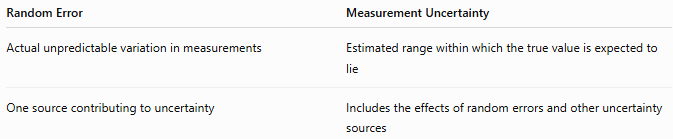 Random Error	Measurement Uncertainty
Actual unpredictable variation in measurements	Estimated range within which the true value is expected to
lie
One source contributing to uncertainty	Includes the effects of random errors and other uncertainty
sources